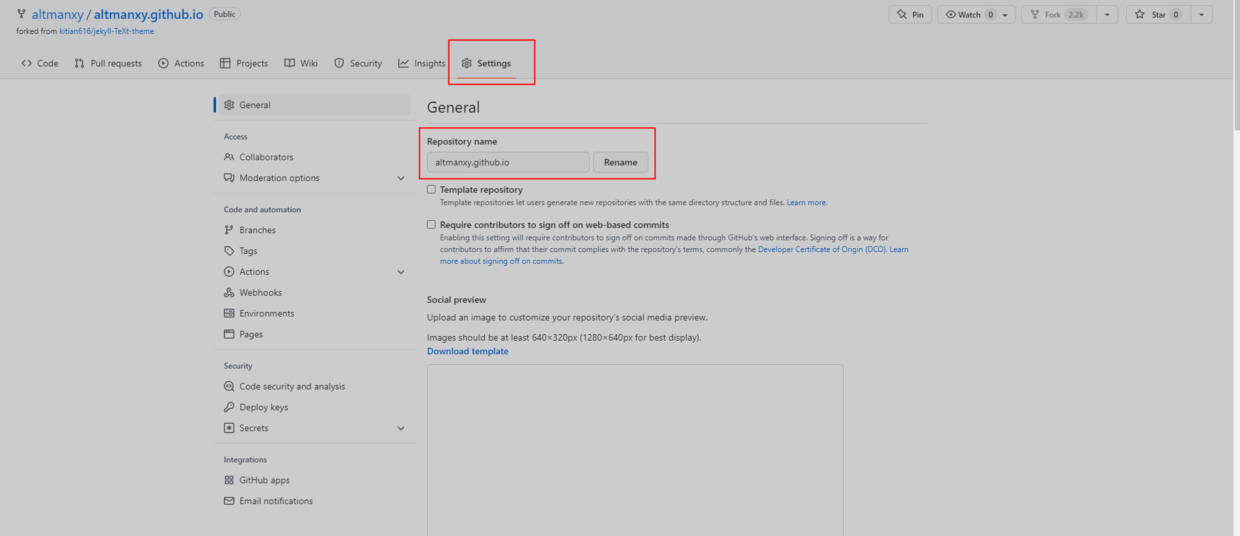 altmanxy / altmanxy.github.io Public Pin Watch 0 Fork 2.2k Star 0
forked from kitian616/jekyll-TeXt-theme
Code Pull requests Actions Projects Wiki Security Insights Settings
General
Access
Collaborators
Moderation options
Code and automation
Branches
Tags
Actions
Webhooks
Environments
Pages
Security
Code security and analysis
Deploy keys
Secrets
Integrations
GitHub apps
Email notifications
General
Repository name
altmanxy.github.io Rename
Template repository
Template repositories let users generate new repositories with the same directory structure and files. Learn more.
Require contributors to sign off on web-based commits
Enabling this setting will require contributors to sign off on commits made through GitHub's web interface. Signing off is a way for
contributors to affirm that their commit complies with the repository's terms, commonly the Developer Certificate of Origin (DCO). Learn
more about signing off on commits.
Social preview
Upload an image to customize your repository's social media preview.
Images should be at least 640×320px (1280×640px for best display).
Download template